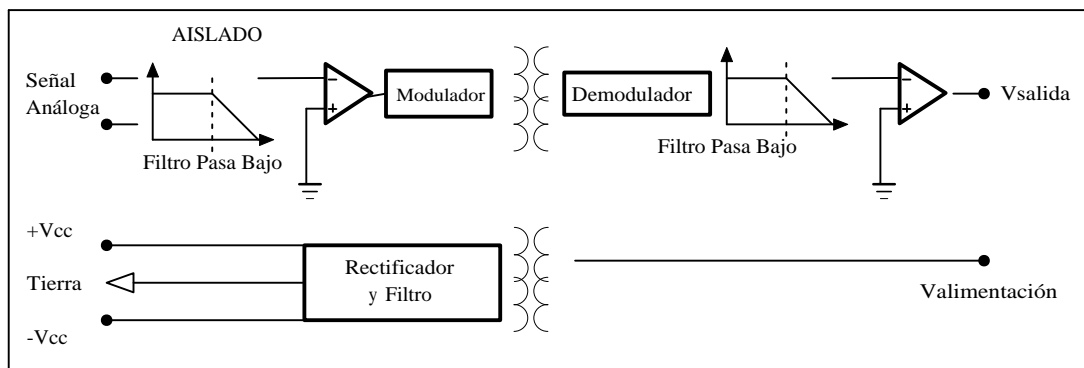 AISLADO
Señal
Análoga
Filtro Pasa Bajo
Modulador
Demodulador
Filtro Pasa Bajo
Vsalida
+Vcc
Tierra
-Vcc
Rectificador
y Filtro
Valimentación